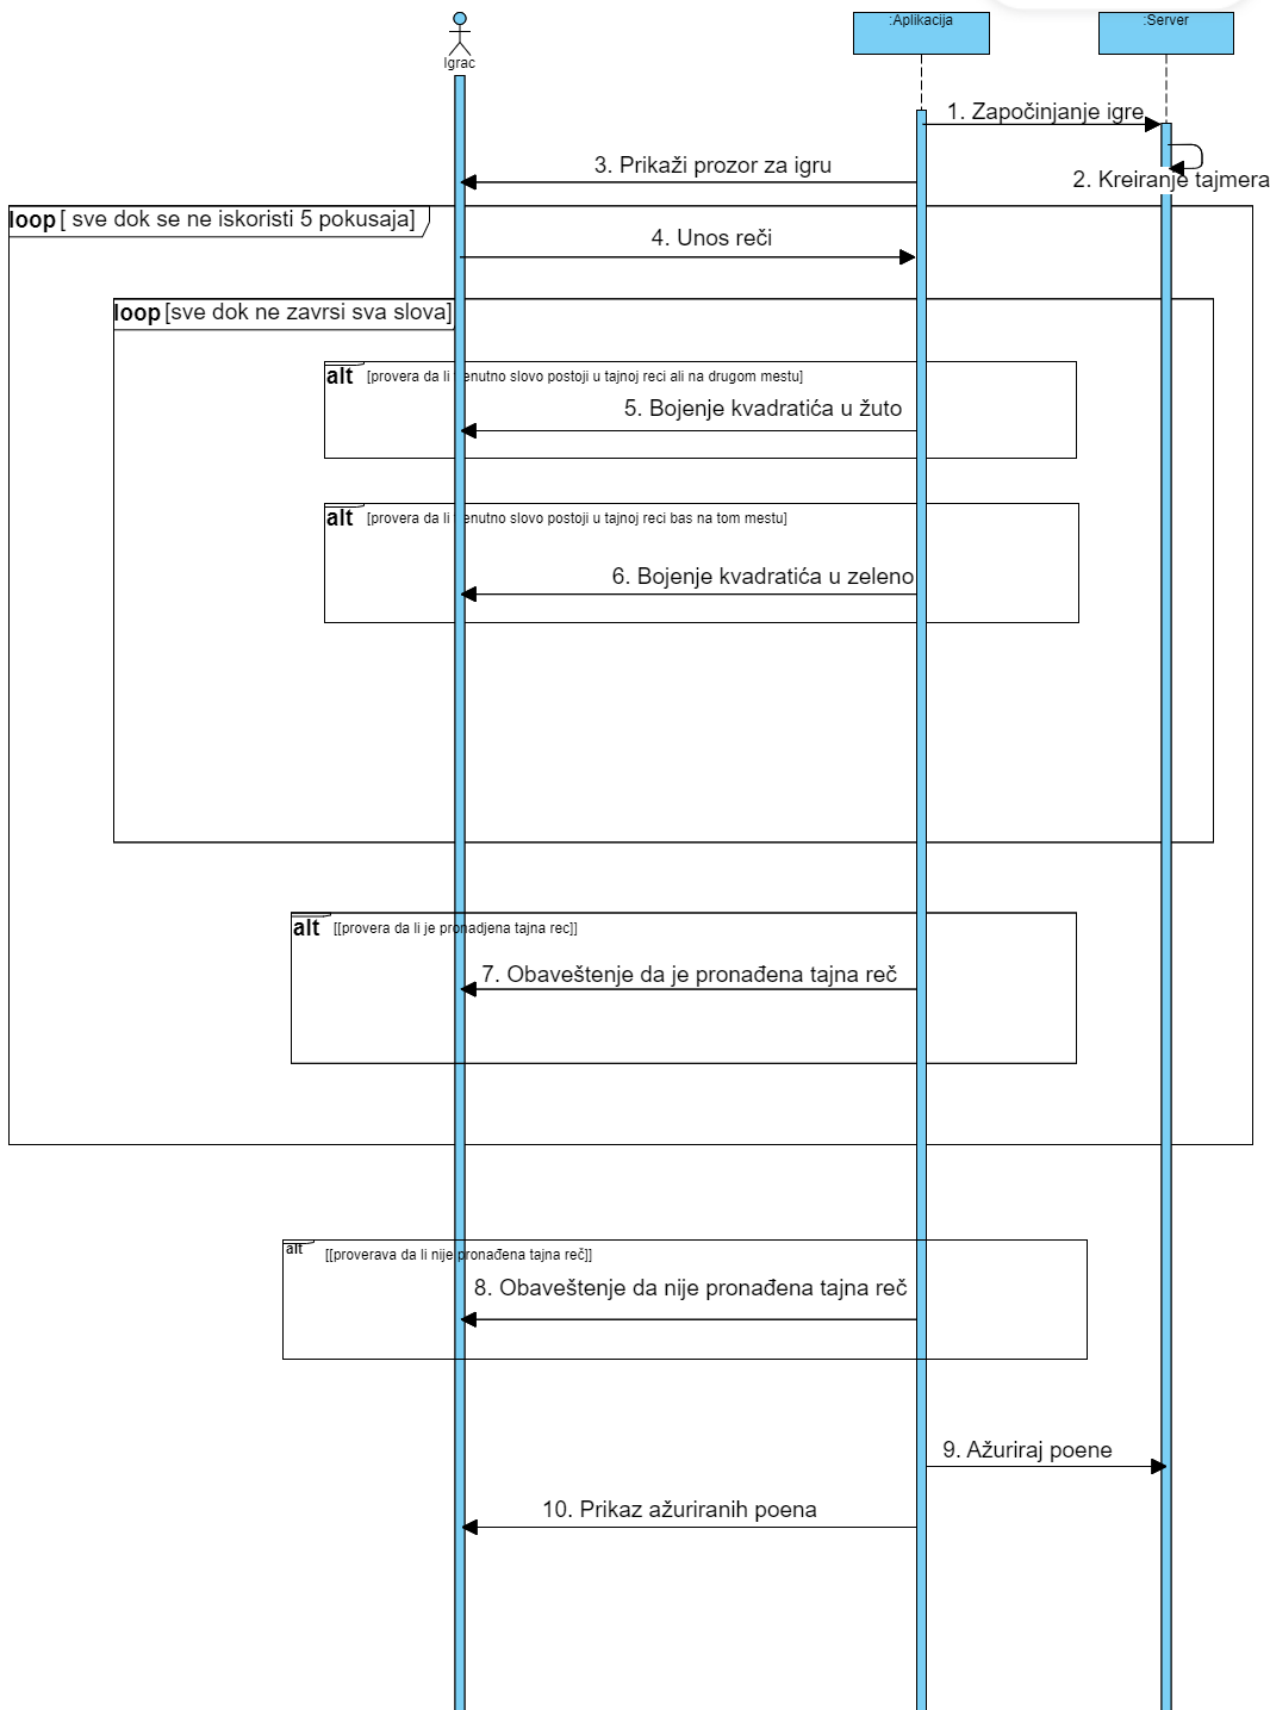 Igrac
:Aplikacija
:Server
1. Započinjanje igre
2. Kreiranje tajmera
3. Prikaži prozor za igru
loop [ sve dok se ne iskoristi 5 pokusaja]
4. Unos reči
loop [sve dok ne zavrsi sva slova]
alt [provera da li trenutno slovo postoji u tajnoj reci ali na drugom mestu]
5. Bojenje kvadratića u žuto
alt [provera da li trenutno slovo postoji u tajnoj reci bas na tom mestu]
6. Bojenje kvadratića u zeleno
alt [[provera da li je pronadjena tajna rec]]
7. Obaveštenje da je pronađena tajna reč
alt [[proverava da li nije pronađena tajna reč]]
8. Obaveštenje da nije pronađena tajna reč
9. Ažuriraj poene
10. Prikaz ažuriranih poena